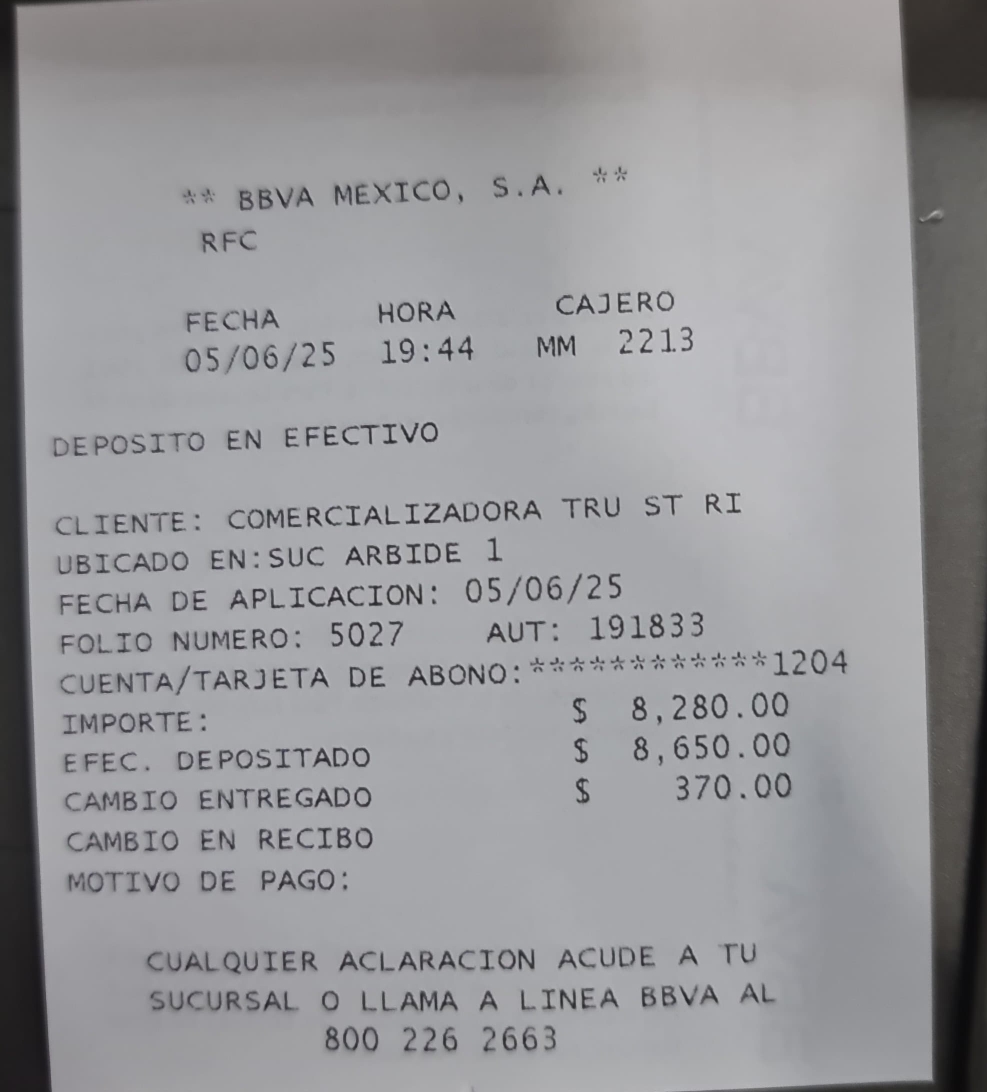 ** BBVA MEXICO, S.A. **
RFC
FECHA HORA CAJERO
05/06/25 19:44 MM 2213
DEPOSITO EN EFECTIVO
CLIENTE: COMERCIALIZADORA TRU ST RI
UBICADO EN:SUC ARBIDE 1
FECHA DE APLICACION: 05/06/25
FOLIO NUMERO: 5027 AUT: 191833
CUENTA/TARJETA DE ABONO:************1204
IMPORTE: $ 8,280.00
EFEC. DEPOSITADO $ 8,650.00
CAMBIO ENTREGADO $ 370.00
CAMBIO EN RECIBO
MOTIVO DE PAGO:
CUALQUIER ACLARACION ACUDE A TU
SUCURSAL O LLAMA A LINEA BBVA AL
800 226 2663